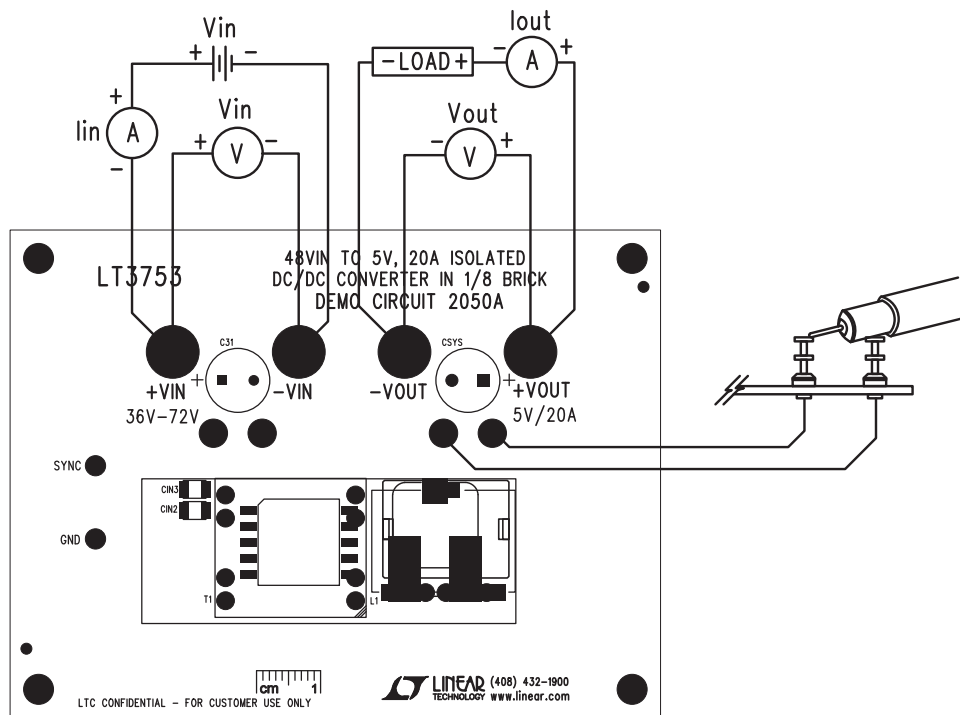 Vin
+ -
Iout
- +
-LOAD+
A
+
Iin
A
-
Vin
+ V -
Vout
- V +
LT3753
48VIN TO 5V, 20A ISOLATED
DC/DC CONVERTER IN 1/8 BRICK
DEMO CIRCUIT 2050A
C31
CSYS
+VIN
+
-VIN
-VOUT
+
+VOUT
36V-72V
5V/20A
SYNC
GND
CIN3
CIN2
T1
L1
cm 1
LTC CONFIDENTIAL - FOR CUSTOMER USE ONLY
LT LINEAR TECHNOLOGY
(408) 432-1900
www.linear.com